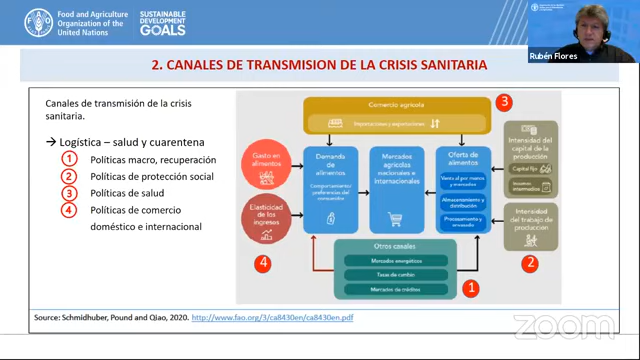 Food and Agriculture
Organization of the
United Nations
SUSTAINABLE
DEVELOPMENT
GOALS
Rubén Flores
2. CANALES DE TRANSMISION DE LA CRISIS SANITARIA
Canales de transmisión de la crisis
sanitaria.
→ Logística – salud y cuarentena
1 Políticas macro, recuperación
2 Políticas de protección social
3 Políticas de salud
4 Políticas de comercio
doméstico e internacional
Comercio agrícola
3
Importaciones y exportaciones
Gasto en
alimentos
Elasticidad
de los
ingresos
4
Demanda
de
alimentos
Comportamiento/
preferencias del
consumidor
Mercados
agrícolas
nacionales e
internacionales
Oferta de
alimentos
Venta al por menor
y mercados
Almacenamiento
y distribución
Procesamiento
y envasado
Intensidad
del capital de la
producción
Capital fijo
Insumos
intermedios
Intensidad
del trabajo de
producción
2
Otros canales
Mercados energéticos
Tasas de cambio
Mercados de créditos
1
Source: Schmidhuber, Pound and Qiao, 2020. http://www.fao.org/3/ca8430en/ca8430en.pdf
zoom